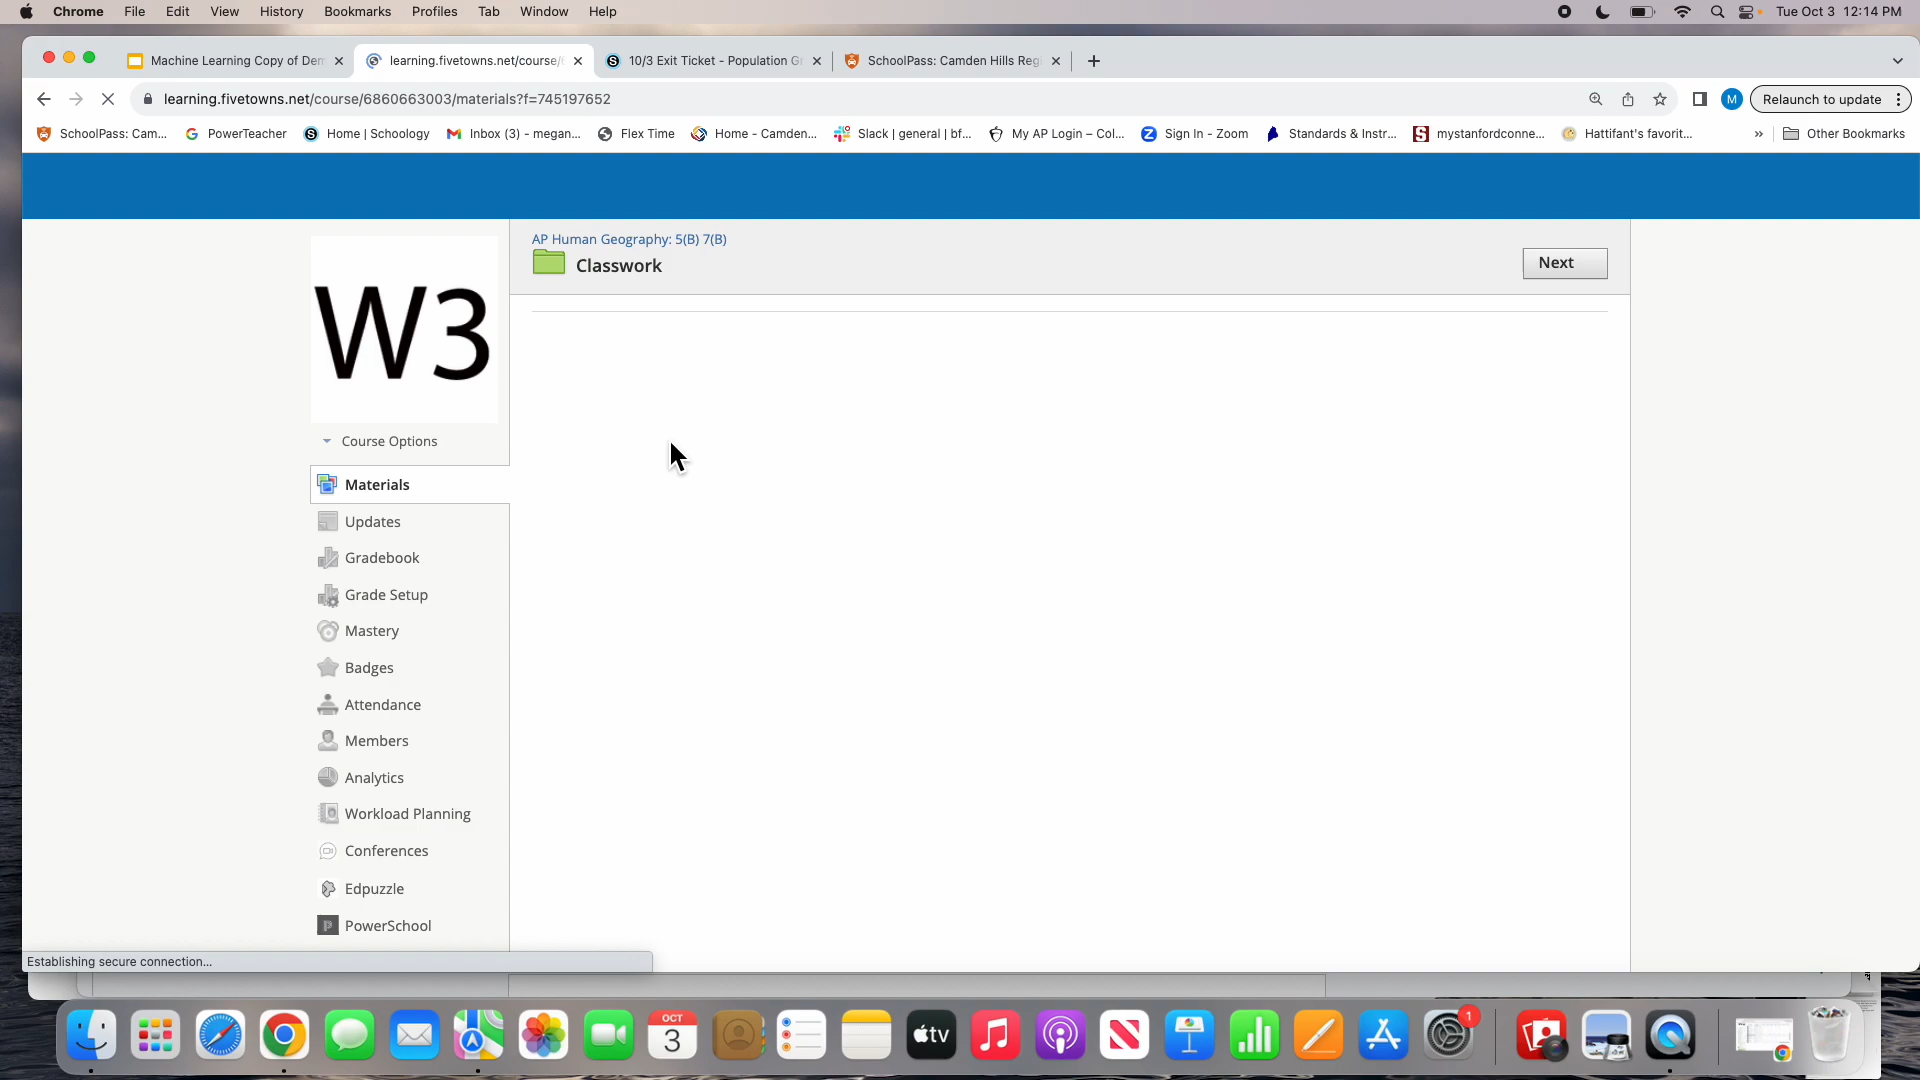 Chrome File Edit View History Bookmarks Profiles Tab Window Help Tue Oct 3 12:14 PM
Machine Learning Copy of Den learning.fivetowns.net/course/6 10/3 Exit Ticket - Population G SchoolPass: Camden Hills Reg
learning.fivetowns.net/course/6860663003/materials?f=745197652 M Relaunch to update
SchoolPass: Cam... PowerTeacher Home | Schoology Inbox (3) - megan... Flex Time Home - Camden... Slack | general | bf... My AP Login – Col... Sign In - Zoom Standards & Instr... mystanfordconne... Hattifant's favorit... » Other Bookmarks
AP Human Geography: 5(B) 7(B)
Classwork
Next
W3
Course Options
Materials
Updates
Gradebook
Grade Setup
Mastery
Badges
Attendance
Members
Analytics
Workload Planning
Conferences
Edpuzzle
PowerSchool
Establishing secure connection...
OCT
3
tv
1